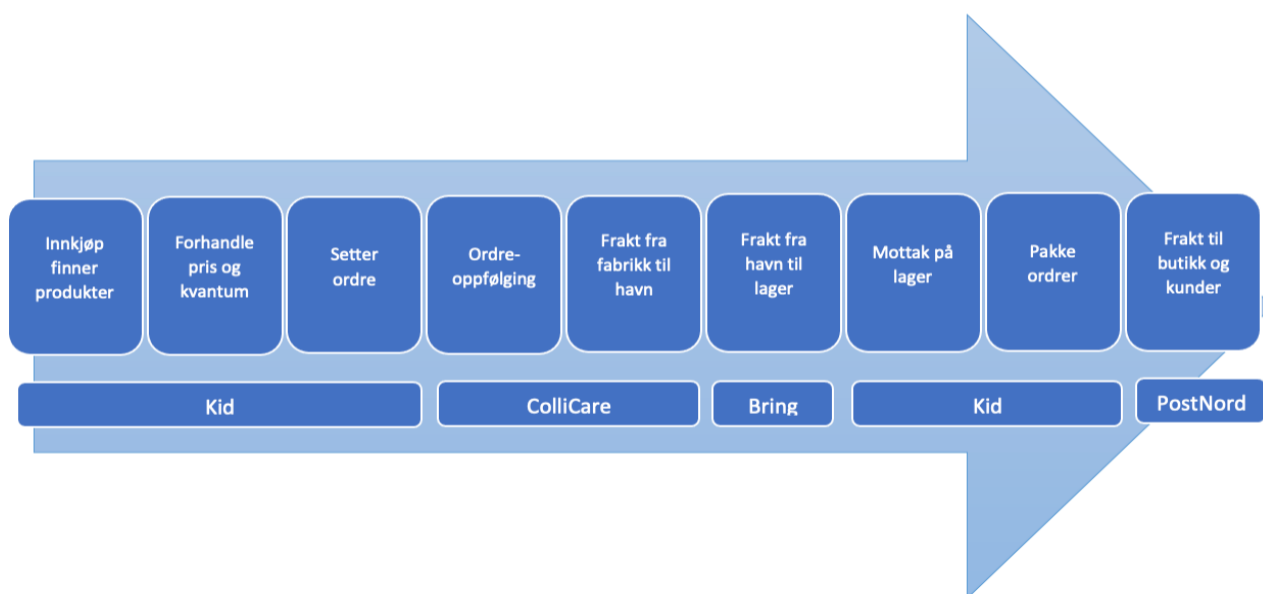 Innkjøp
finner
produkter
Forhandle
pris og
kvantum
Setter
ordre
Ordre-
oppfølging
Frakt fra
fabrikk til
havn
Frakt fra
havn til
lager
Mottak på
lager
Pakke
ordrer
Frakt til
butikk og
kunder
Kid
ColliCare
Bring
Kid
PostNord